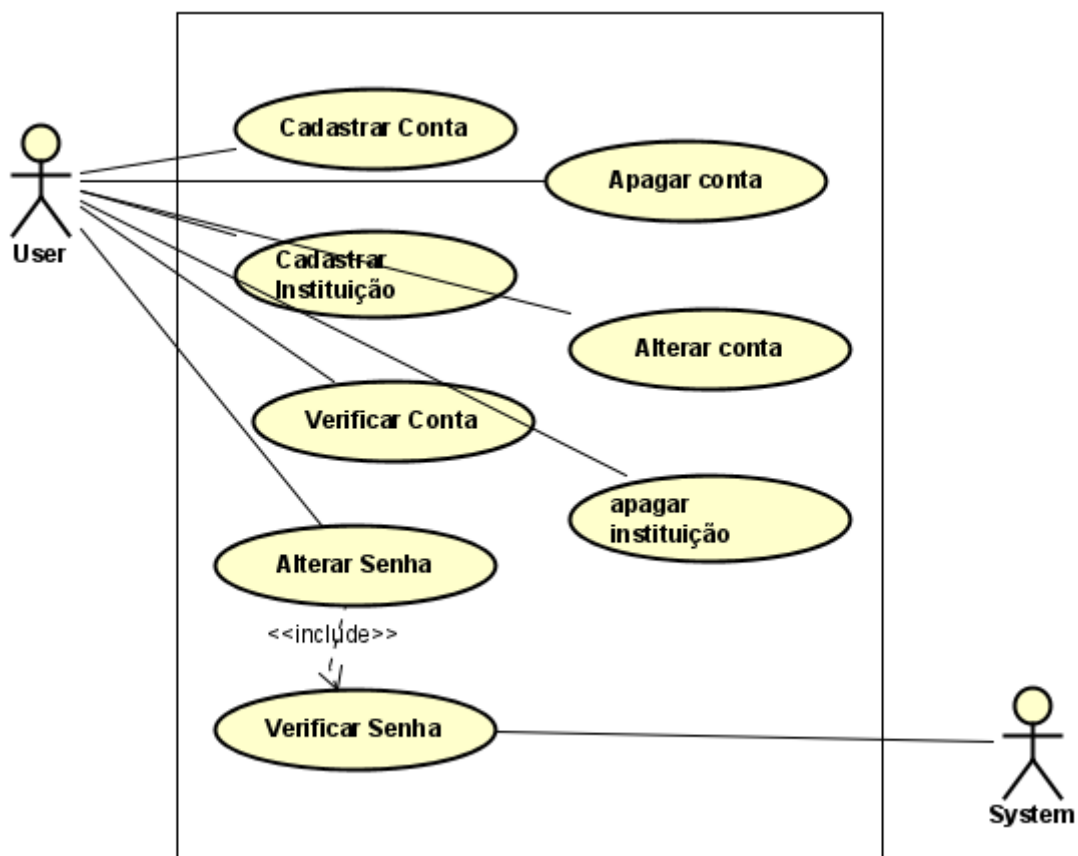 Cadastrar Conta
Apagar conta
User
Cadastrar
Instituição
Alterar conta
Verificar Conta
apagar
instituição
Alterar Senha
<<include>>
Verificar Senha
System